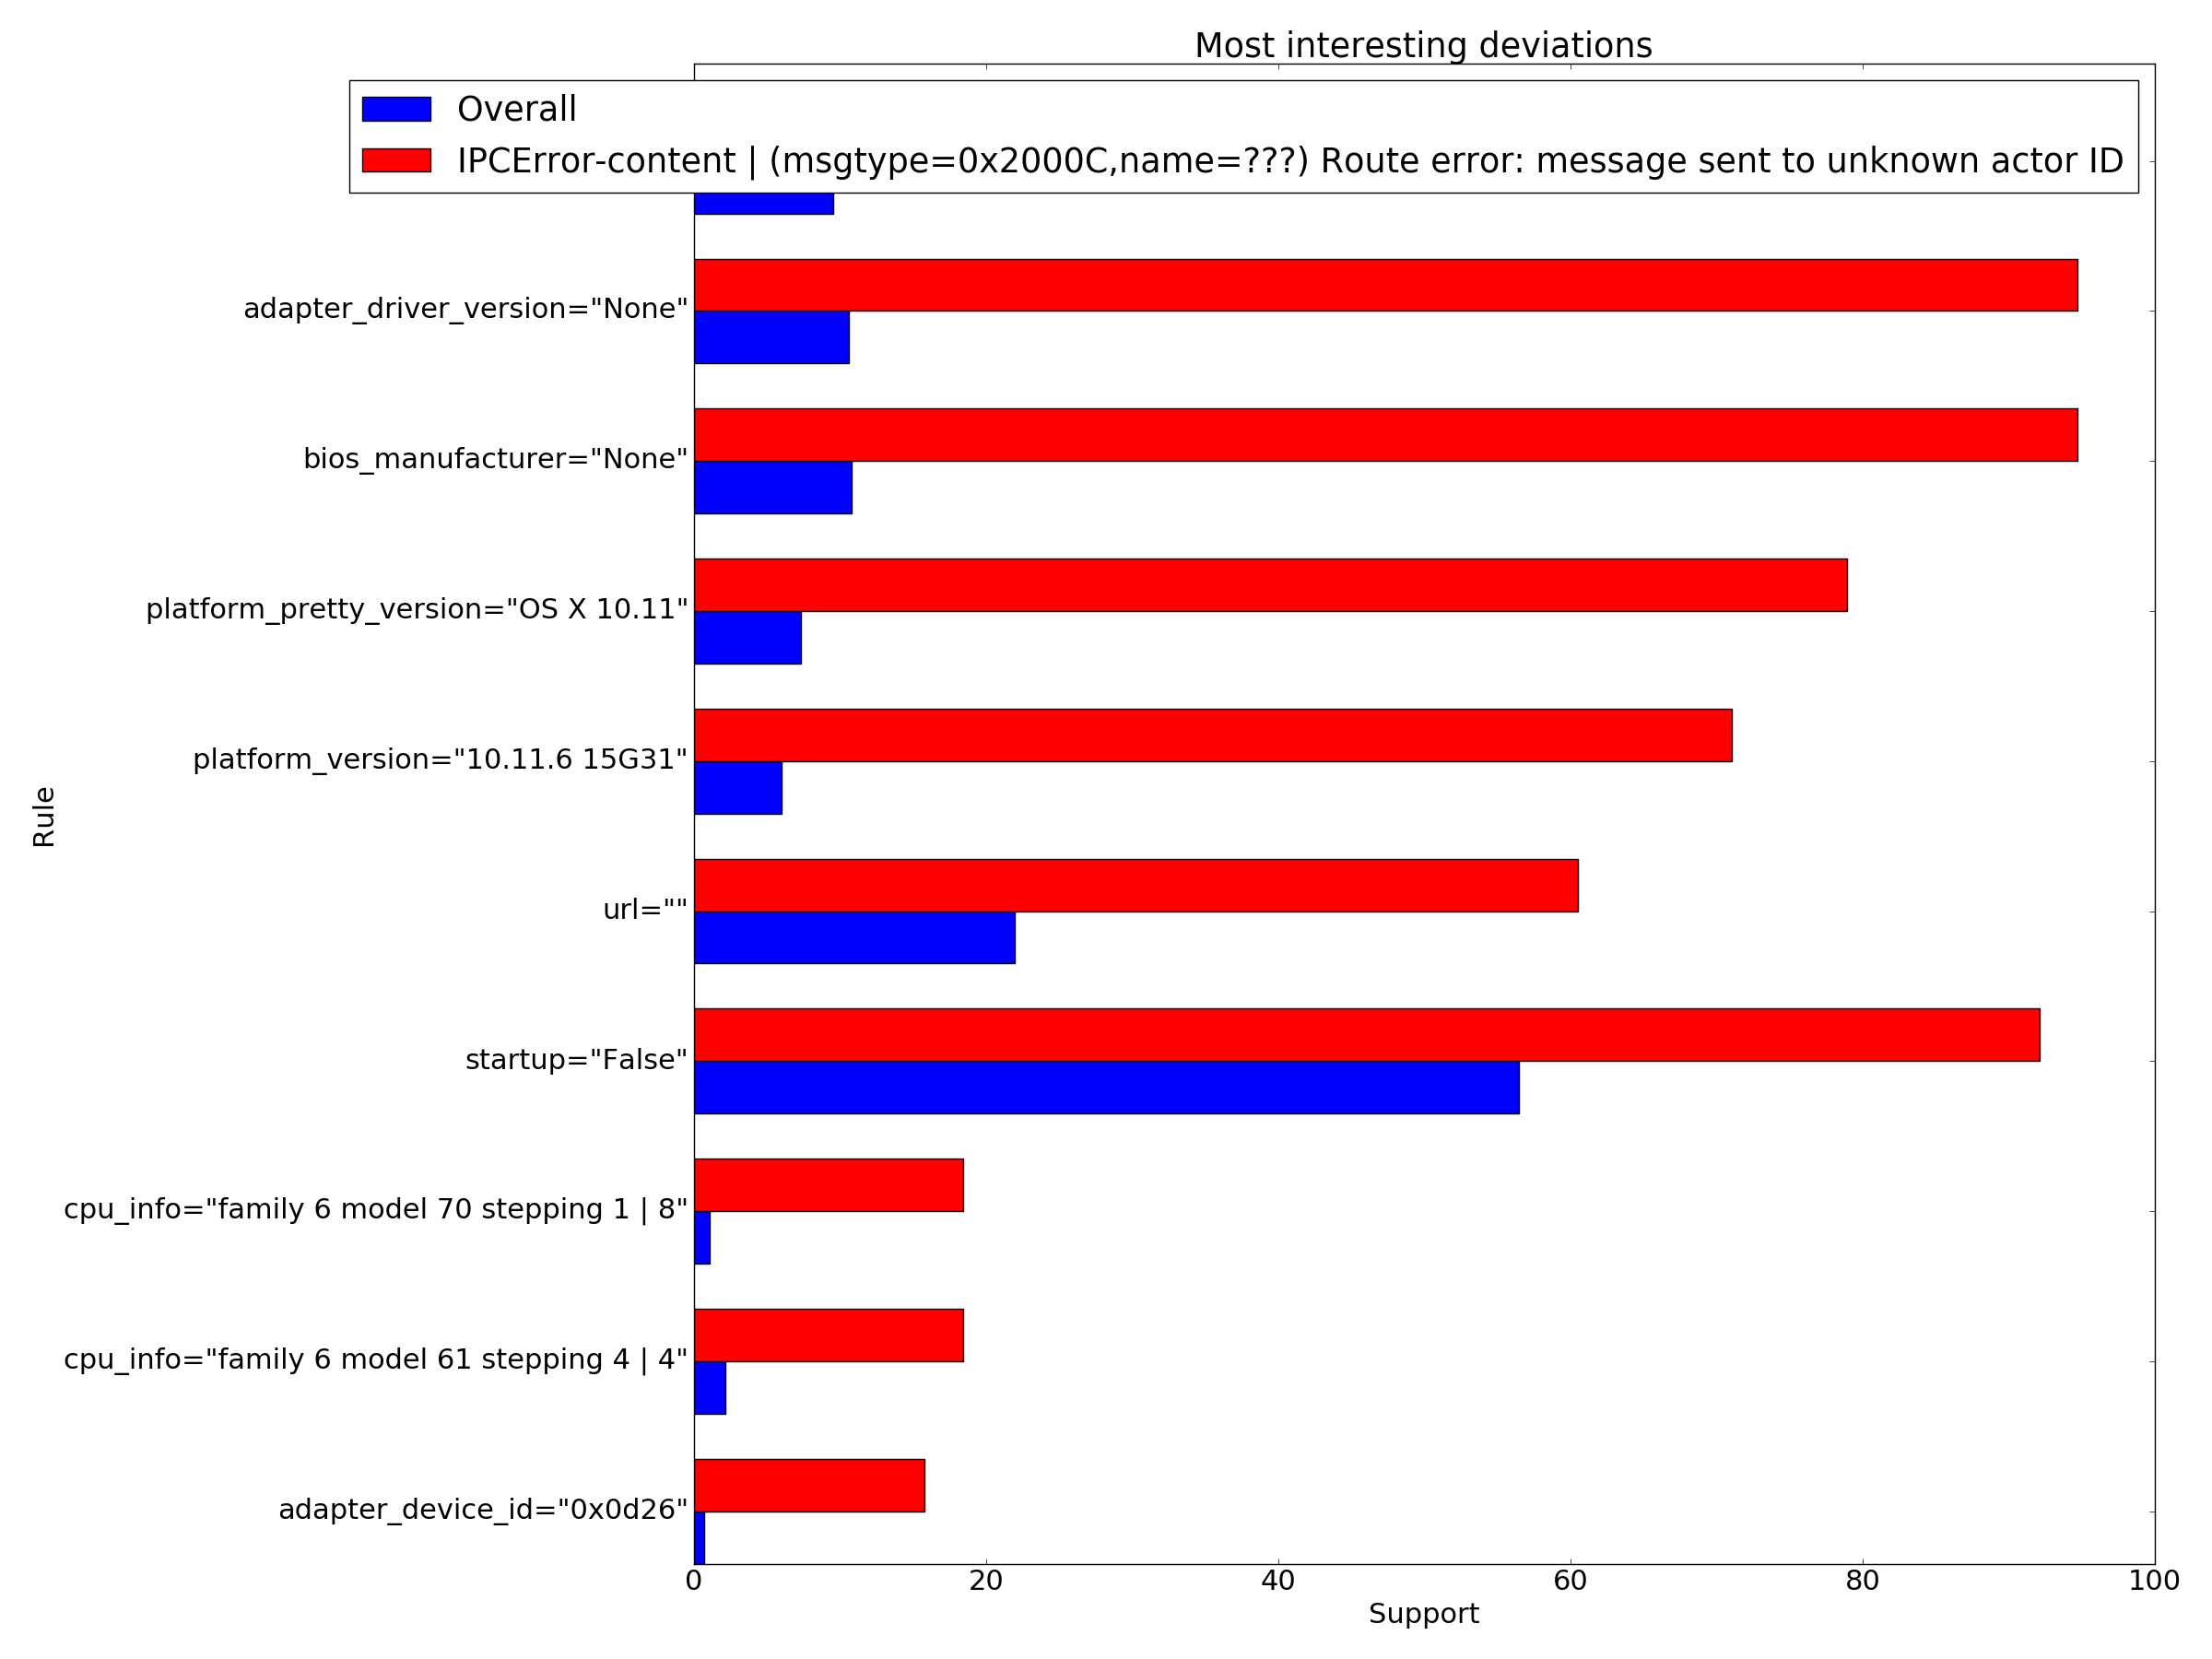 Most interesting deviations
Overall
IPCError-content | (msgtype=0x2000C,name=???) Route error: message sent to unknown actor ID
adapter_driver_version="None"
bios_manufacturer="None"
platform_pretty_version="OS X 10.11"
platform_version="10.11.6 15G31"
Rule
url=""
startup="False"
cpu_info="family 6 model 70 stepping 1 | 8"
cpu_info="family 6 model 61 stepping 4 | 4"
adapter_device_id="0x0d26"
0 20 40 60 80 100
Support